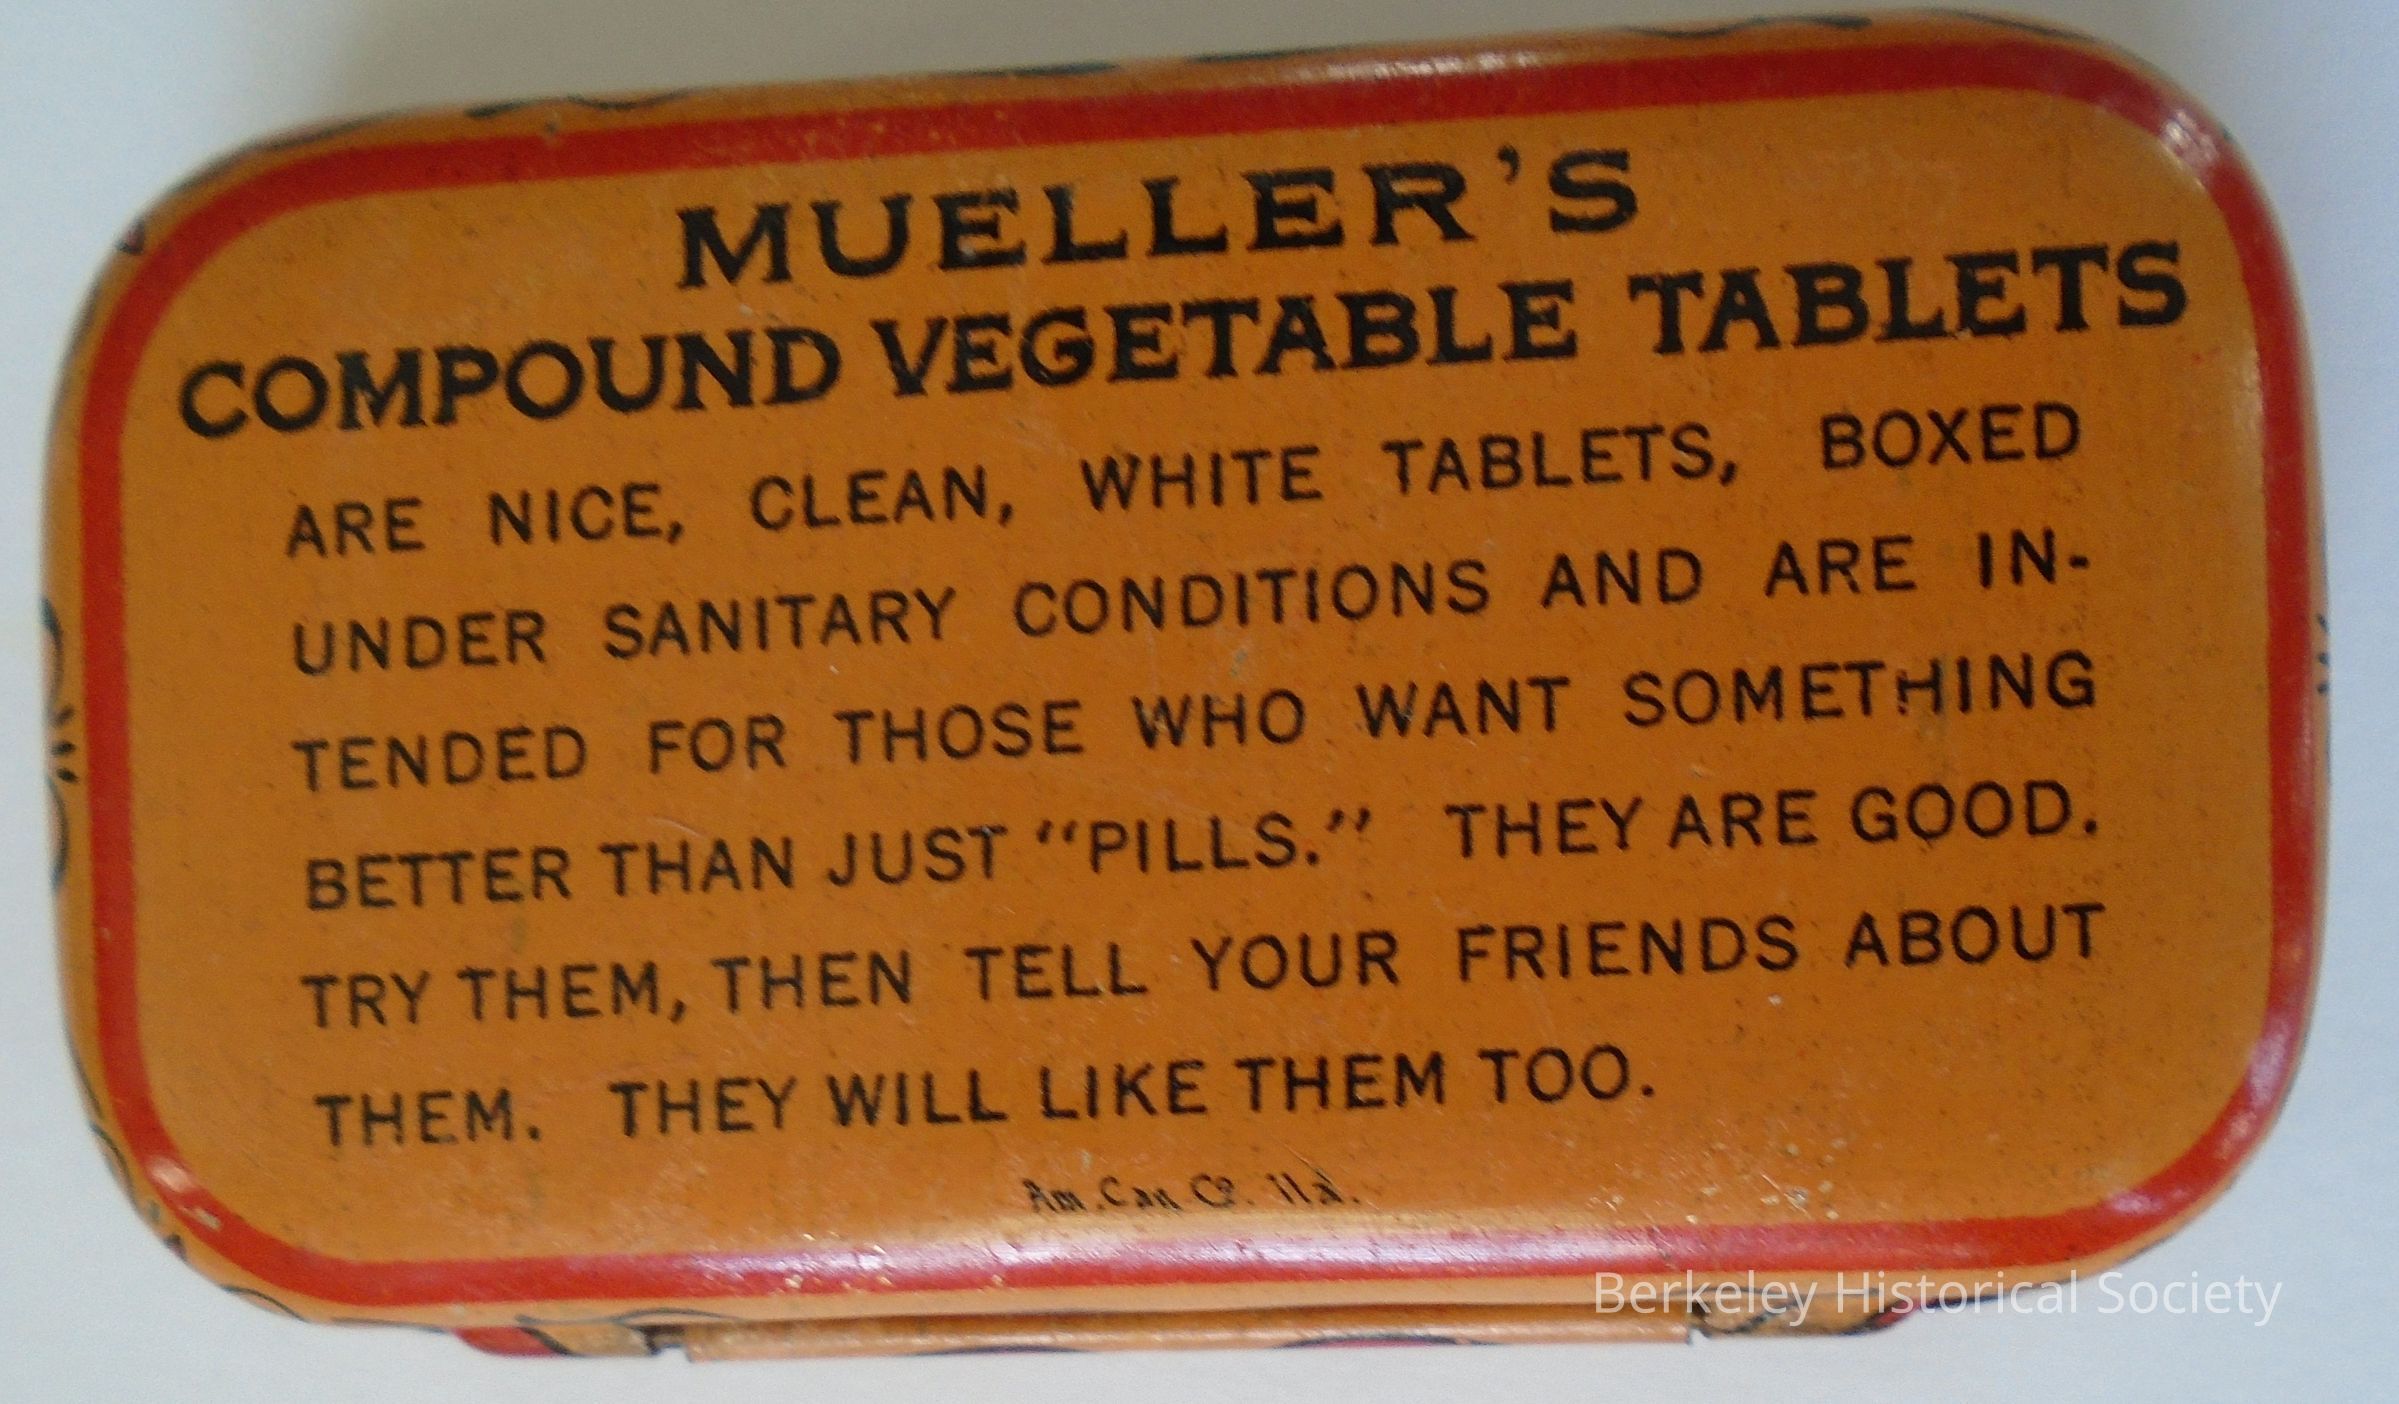 MUELLER'S
COMPOUND VEGETABLE TABLETS
ARE NICE, CLEAN, WHITE TABLETS, BOXED
UNDER SANITARY CONDITIONS AND ARE IN-
TENDED FOR THOSE WHO WANT SOMETHING
BETTER THAN JUST "PILLS." THEY ARE GOOD.
TRY THEM, THEN TELL YOUR FRIENDS ABOUT
THEM. THEY WILL LIKE THEM TOO.
Am. Can Co.
Berkeley Historical Society